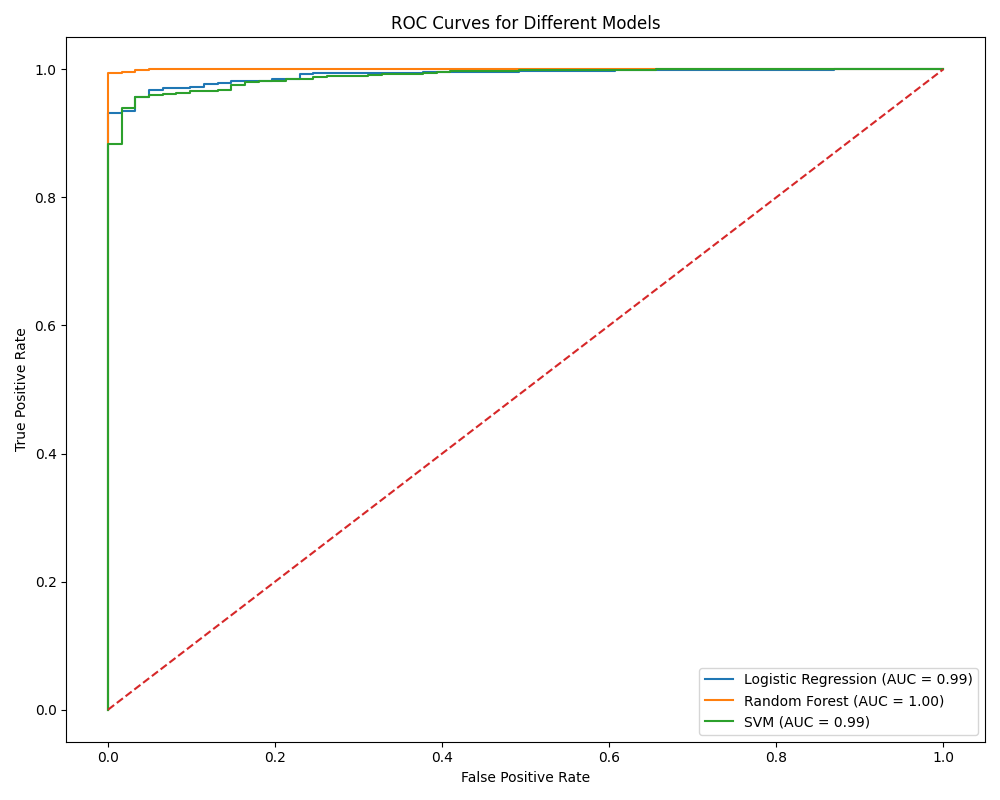 ROC Curves for Different Models
True Positive Rate
1.0
0.8
0.6
0.4
0.2
0.0
0.0 0.2 0.4 0.6 0.8 1.0
False Positive Rate
Logistic Regression (AUC = 0.99)
Random Forest (AUC = 1.00)
SVM (AUC = 0.99)